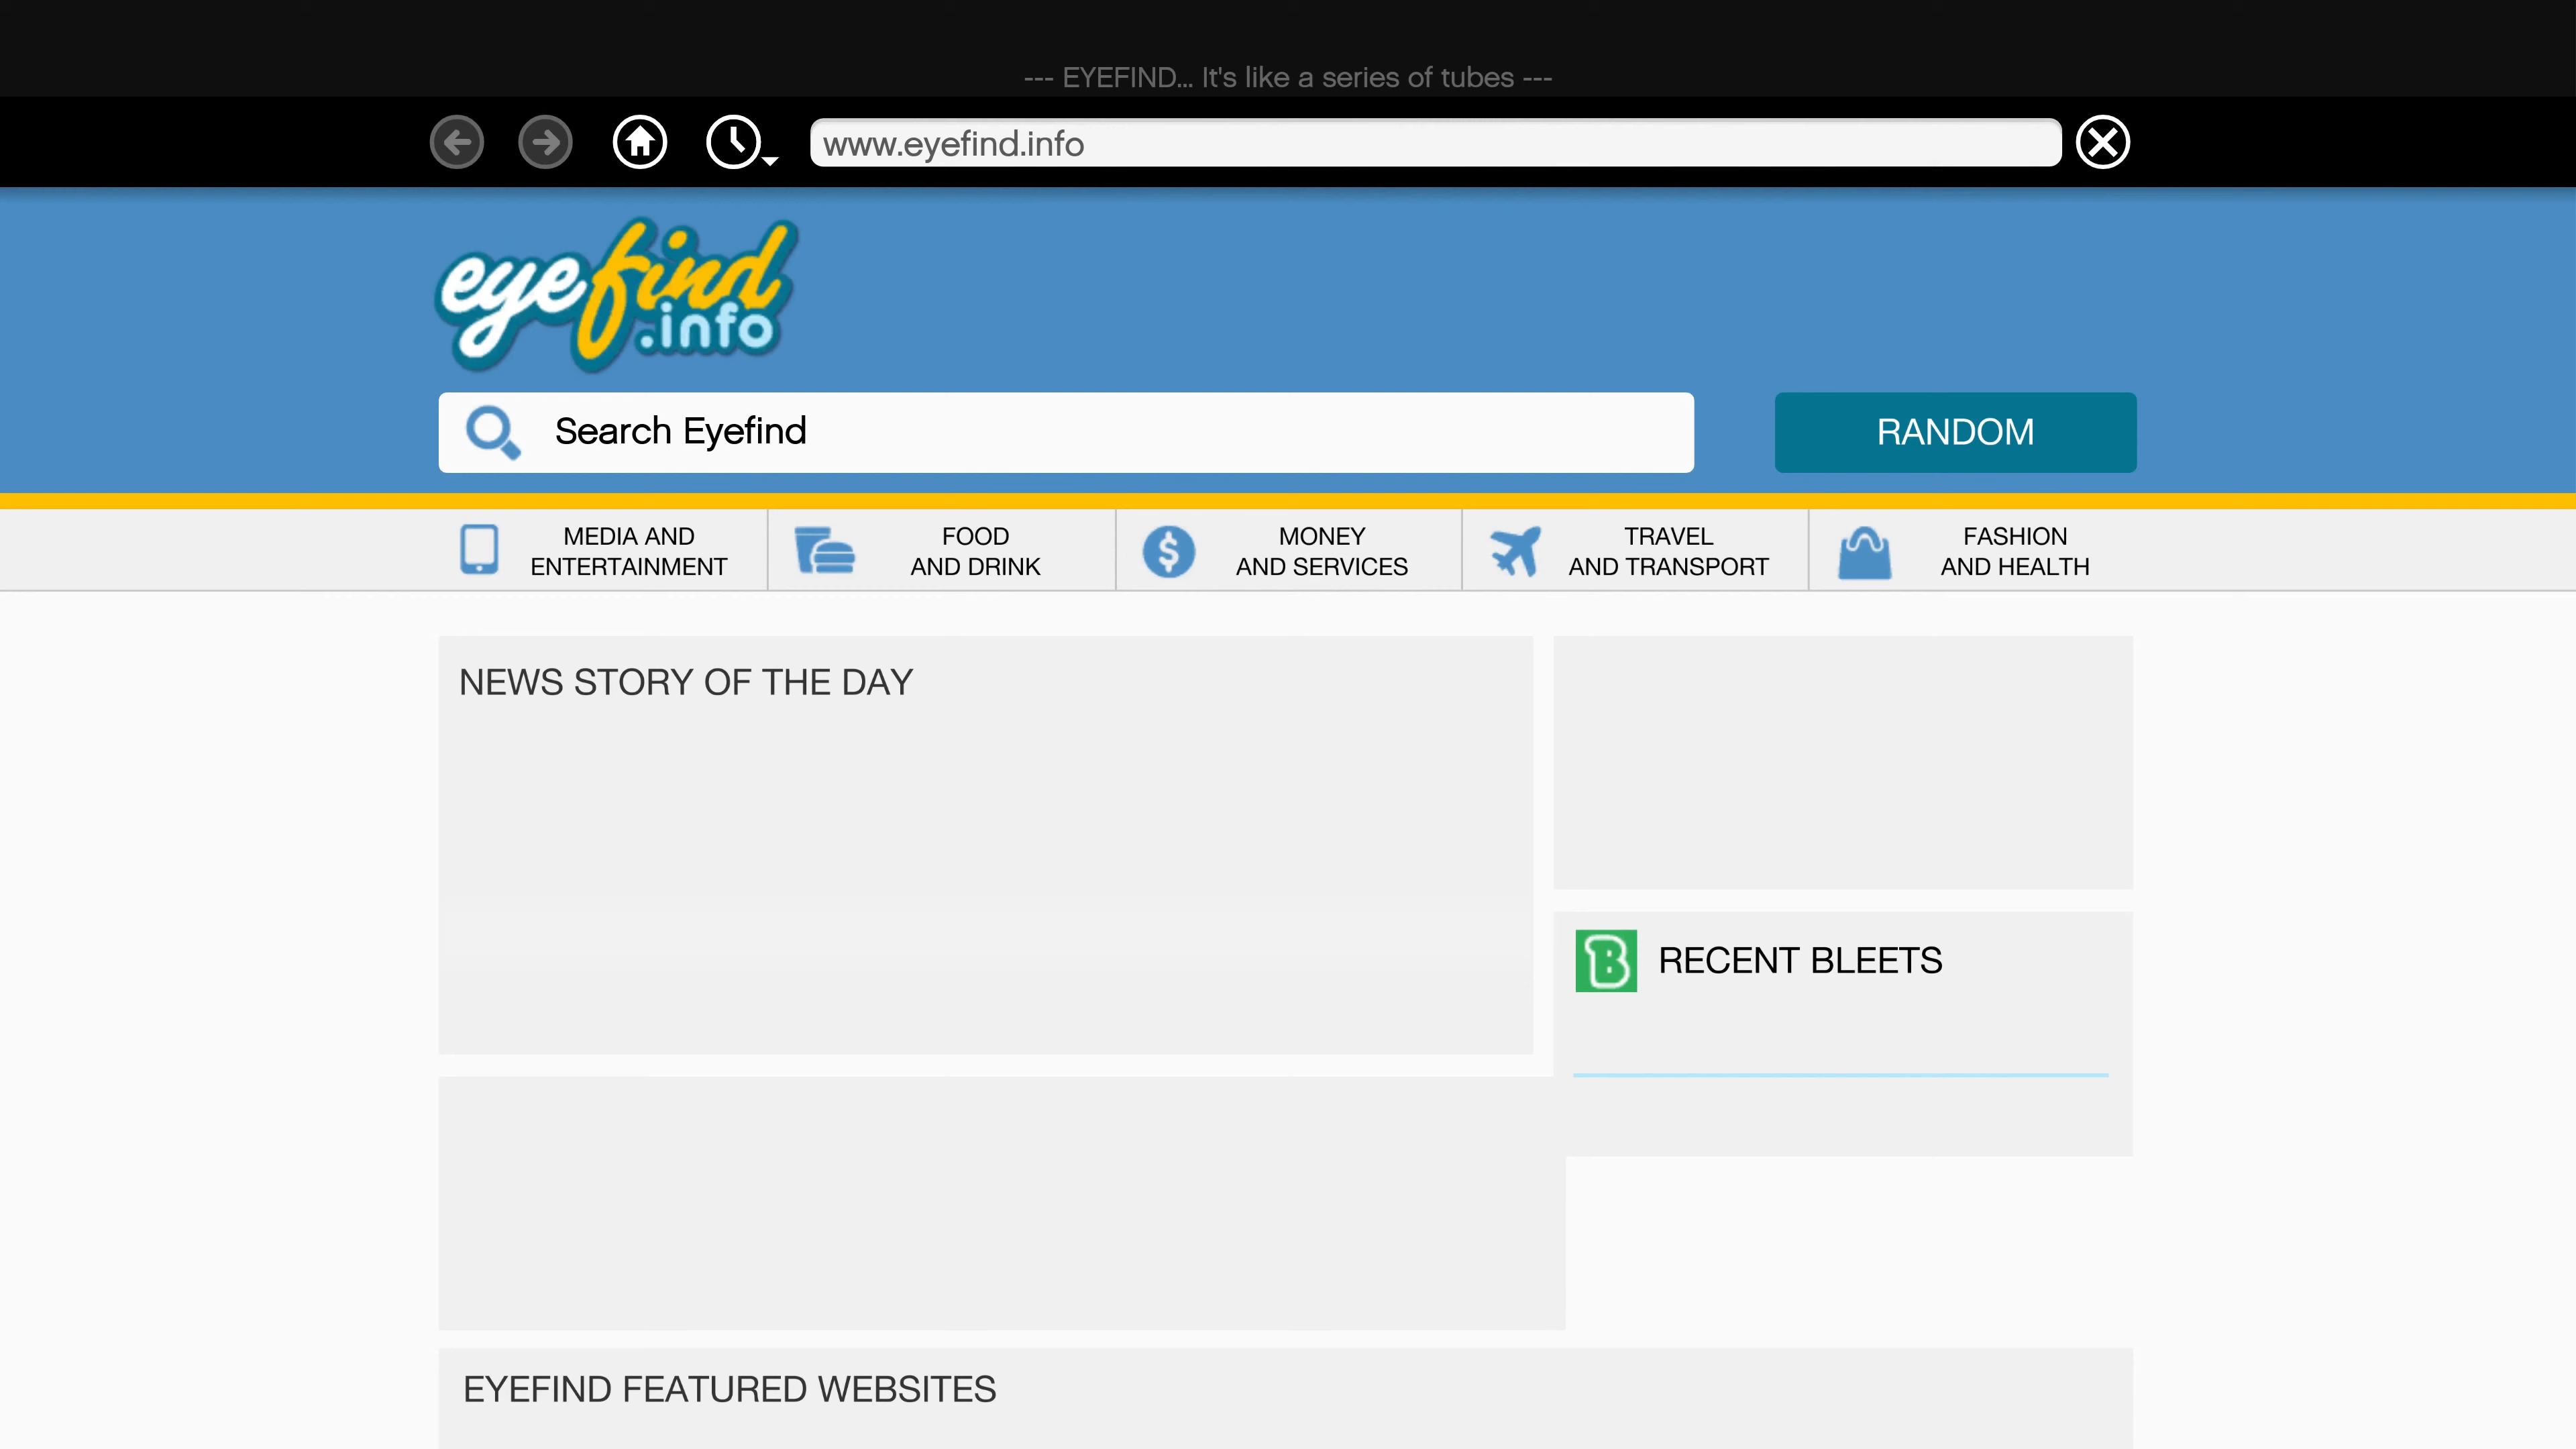 --- EYEFIND... It's like a series of tubes ---
www.eyefind.info
eyefind
.info
Search Eyefind
RANDOM
MEDIA AND
ENTERTAINMENT
FOOD
AND DRINK
MONEY
AND SERVICES
TRAVEL
AND TRANSPORT
FASHION
AND HEALTH
NEWS STORY OF THE DAY
B RECENT BLEETS
EYEFIND FEATURED WEBSITES